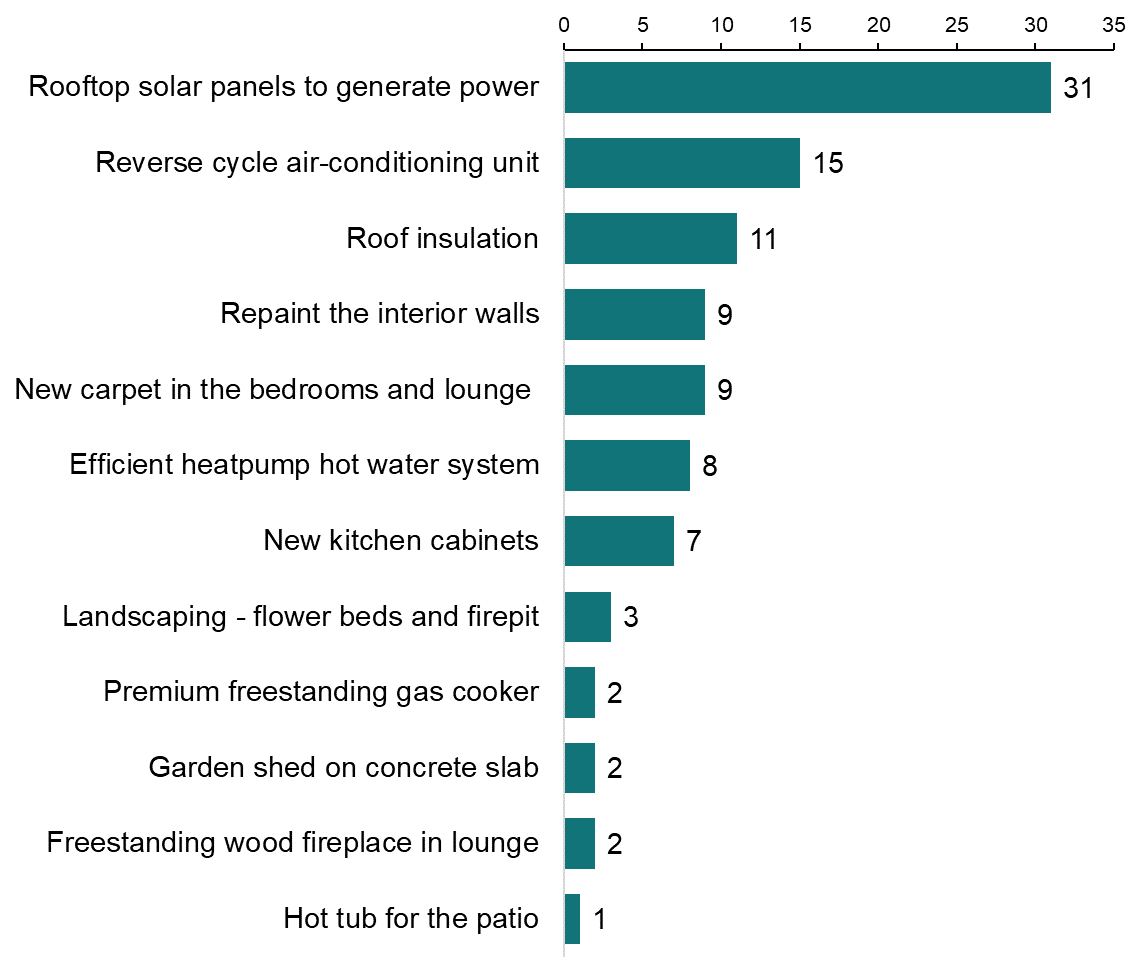 0 5 10 15 20 25 30 35
Rooftop solar panels to generate power 31
Reverse cycle air-conditioning unit 15
Roof insulation 11
Repaint the interior walls 9
New carpet in the bedrooms and lounge 9
Efficient heatpump hot water system 8
New kitchen cabinets 7
Landscaping - flower beds and firepit 3
Premium freestanding gas cooker 2
Garden shed on concrete slab 2
Freestanding wood fireplace in lounge 2
Hot tub for the patio 1